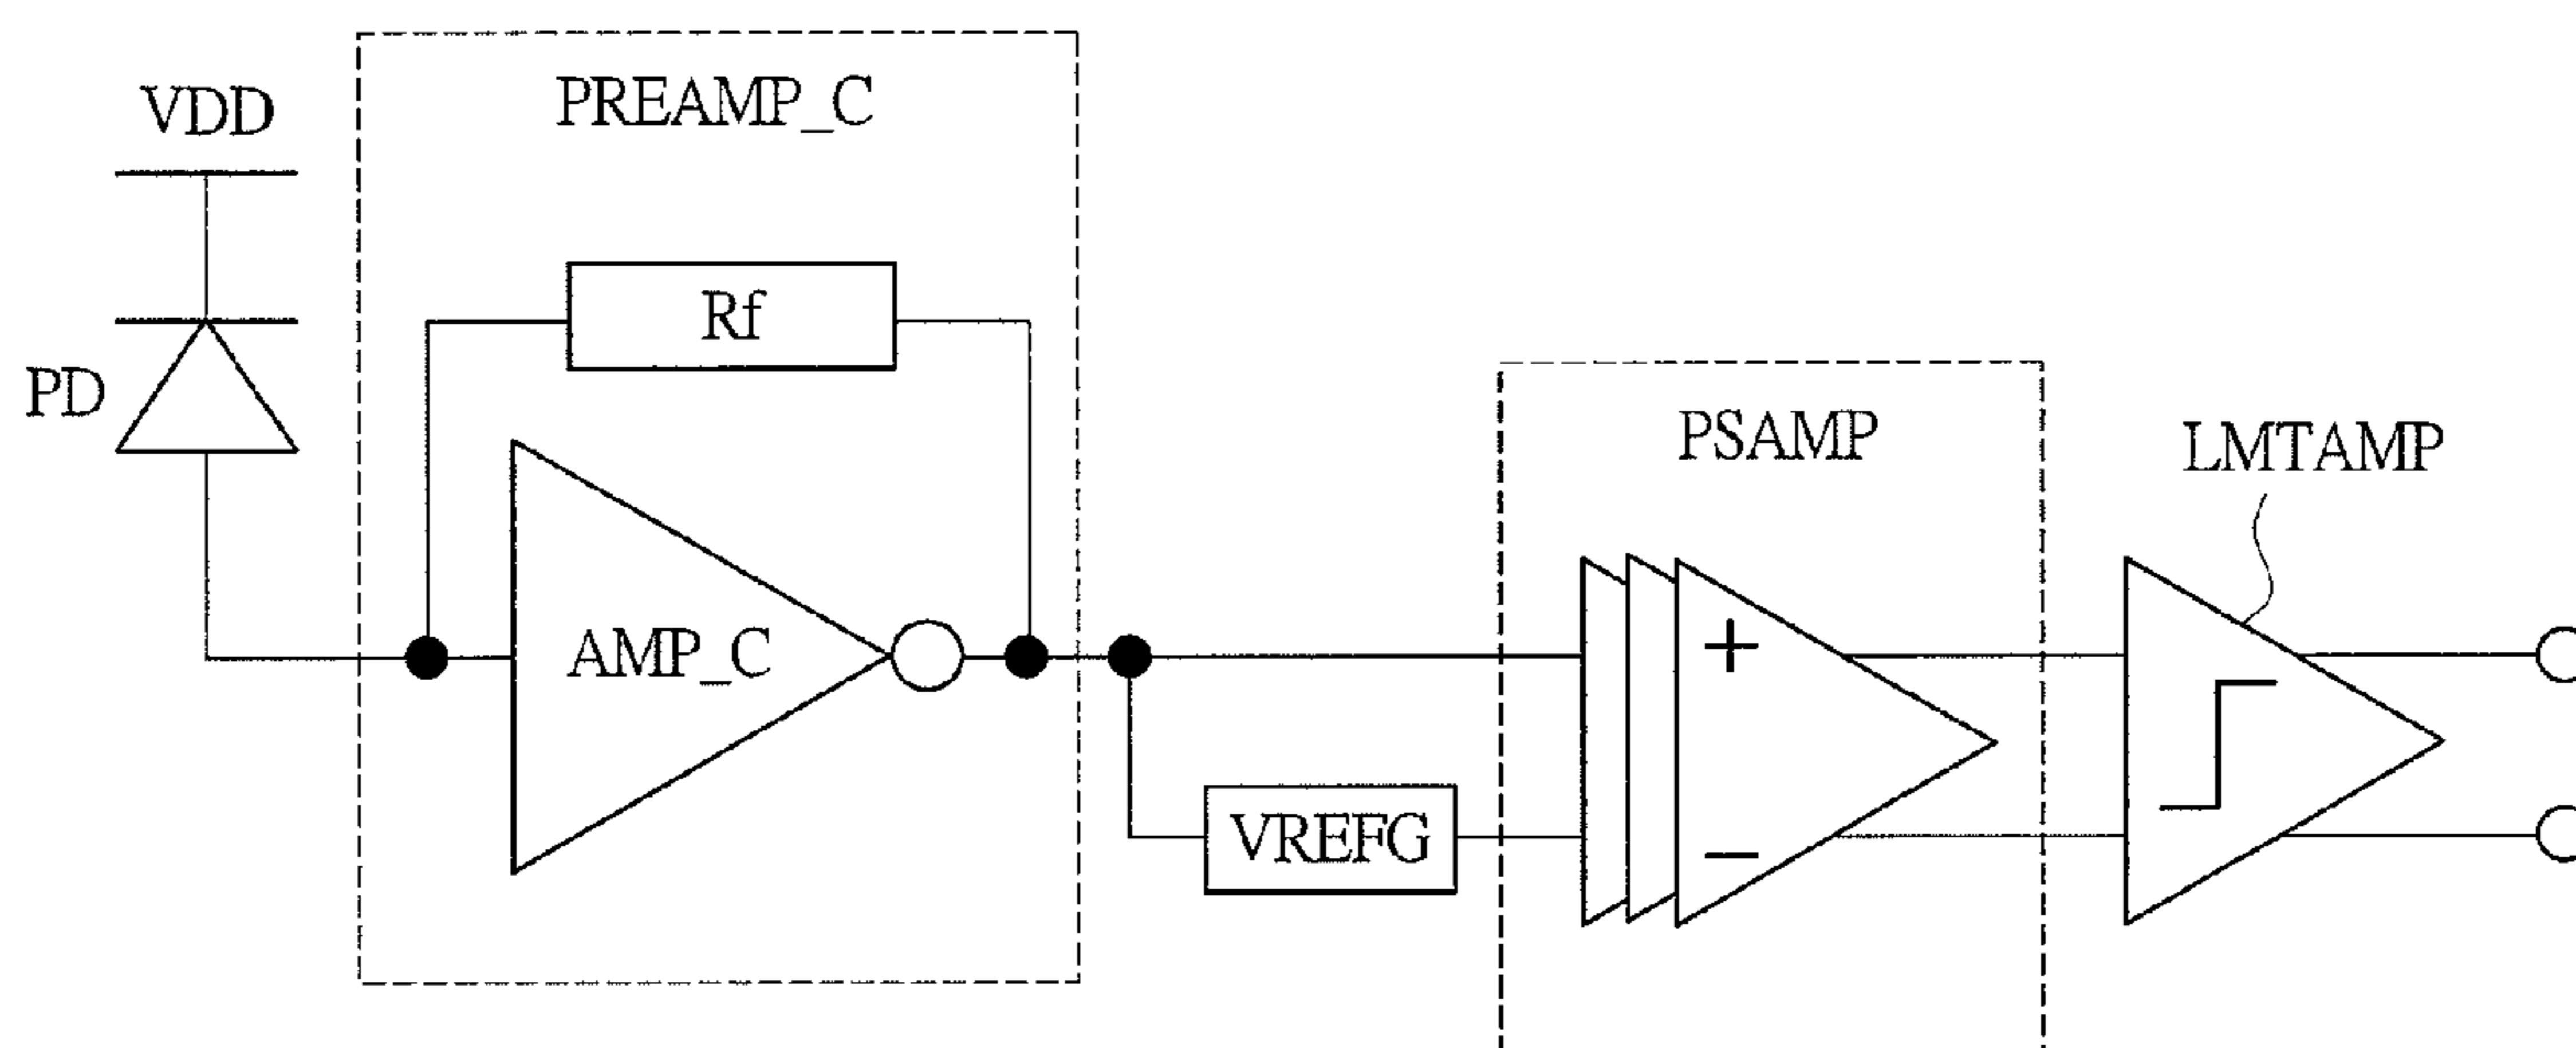 PREAMP_C
VDD
Rf
PD
PSAMP
LMTAMP
AMP_C
+
VREFG
−